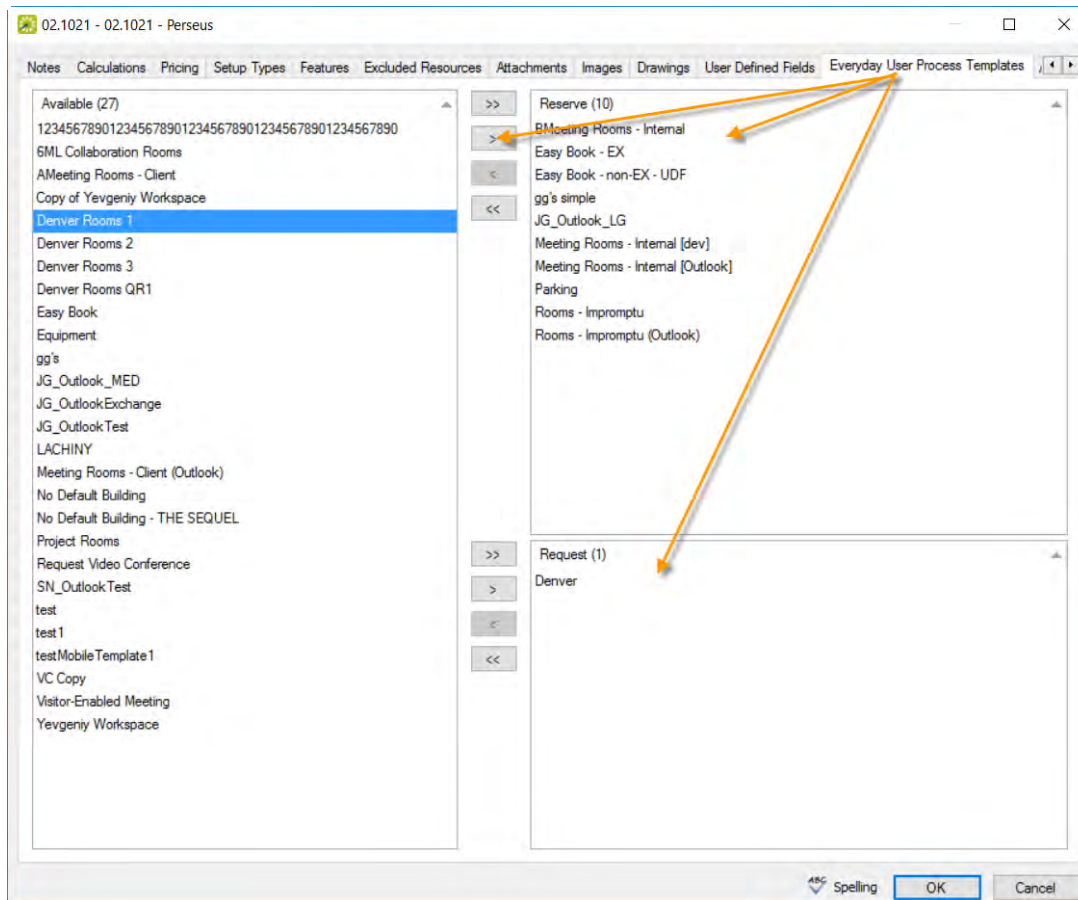 02.1021 - 02.1021 - Perseus
Notes Calculations Pricing Setup Types Features Excluded Resources Attachments Images Drawings User Defined Fields Everyday User Process Templates
Available (27)
1234567890123456789012345678901234567890
6ML Collaboration Rooms
AMeeting Rooms - Client
Copy of Yevgeniy Workspace
Denver Rooms 1
Denver Rooms 2
Denver Rooms 3
Denver Rooms QR1
Easy Book
Equipment
gg's
JG_Outlook_MED
JG_OutlookExchange
JG_OutlookTest
LACHINY
Meeting Rooms - Client (Outlook)
No Default Building
No Default Building - THE SEQUEL
Project Rooms
Request Video Conference
SN_OutlookTest
test
test1
testMobileTemplate1
VC Copy
Visitor-Enabled Meeting
Yevgeniy Workspace
>>
>
<
<<
Reserve (10)
BMeeting Rooms - Internal
Easy Book - EX
Easy Book - non-EX - UDF
gg's simple
JG_Outlook_LG
Meeting Rooms - Internal [dev]
Meeting Rooms - Internal [Outlook]
Parking
Rooms - Impromptu
Rooms - Impromptu (Outlook)
>>
>
<
<<
Request (1)
Denver
ABC Spelling OK Cancel